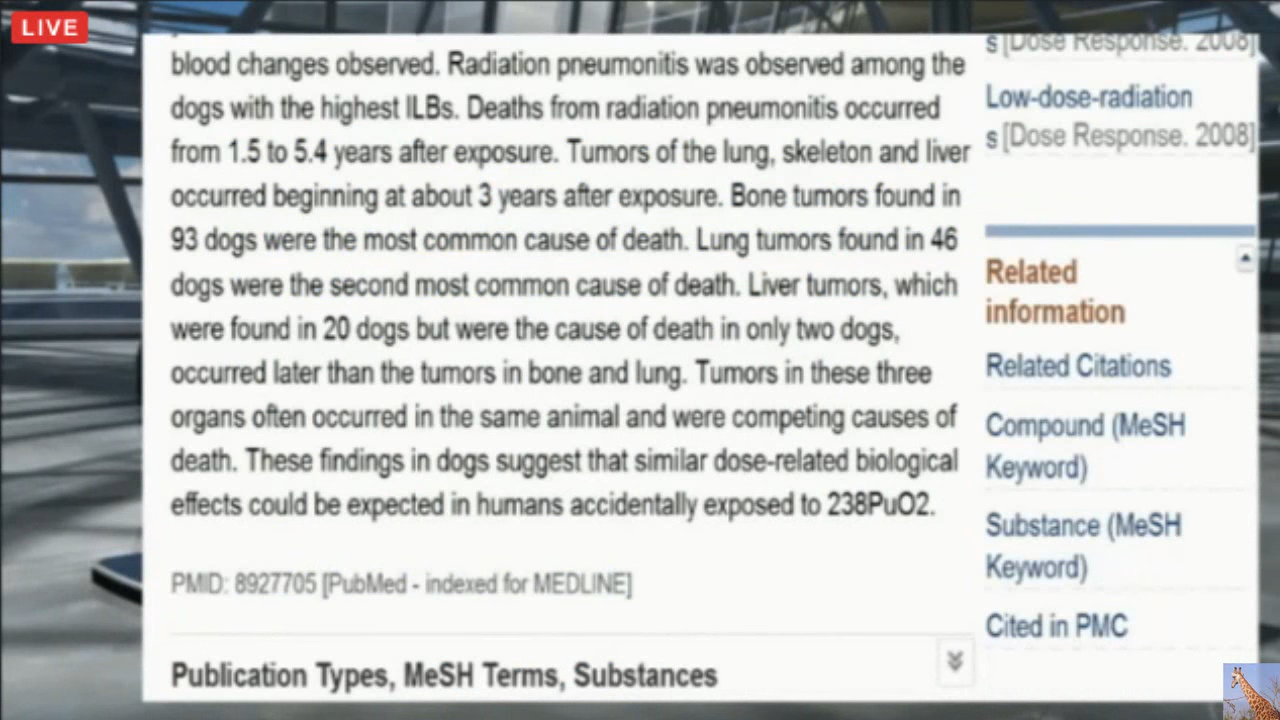 LIVE
blood changes observed. Radiation pneumonitis was observed among the
dogs with the highest ILBs. Deaths from radiation pneumonitis occurred
from 1.5 to 5.4 years after exposure. Tumors of the lung, skeleton and liver
occurred beginning at about 3 years after exposure. Bone tumors found in
93 dogs were the most common cause of death. Lung tumors found in 46
dogs were the second most common cause of death. Liver tumors, which
were found in 20 dogs but were the cause of death in only two dogs,
occurred later than the tumors in bone and lung. Tumors in these three
organs often occurred in the same animal and were competing causes of
death. These findings in dogs suggest that similar dose-related biological
effects could be expected in humans accidentally exposed to 238PuO2.
PMID: 8927705 [PubMed - indexed for MEDLINE]
Publication Types, MeSH Terms, Substances
s [Dose Response. 2008]
Low-dose-radiation
s [Dose Response. 2008]
Related
information
Related Citations
Compound (MeSH
Keyword)
Substance (MeSH
Keyword)
Cited in PMC